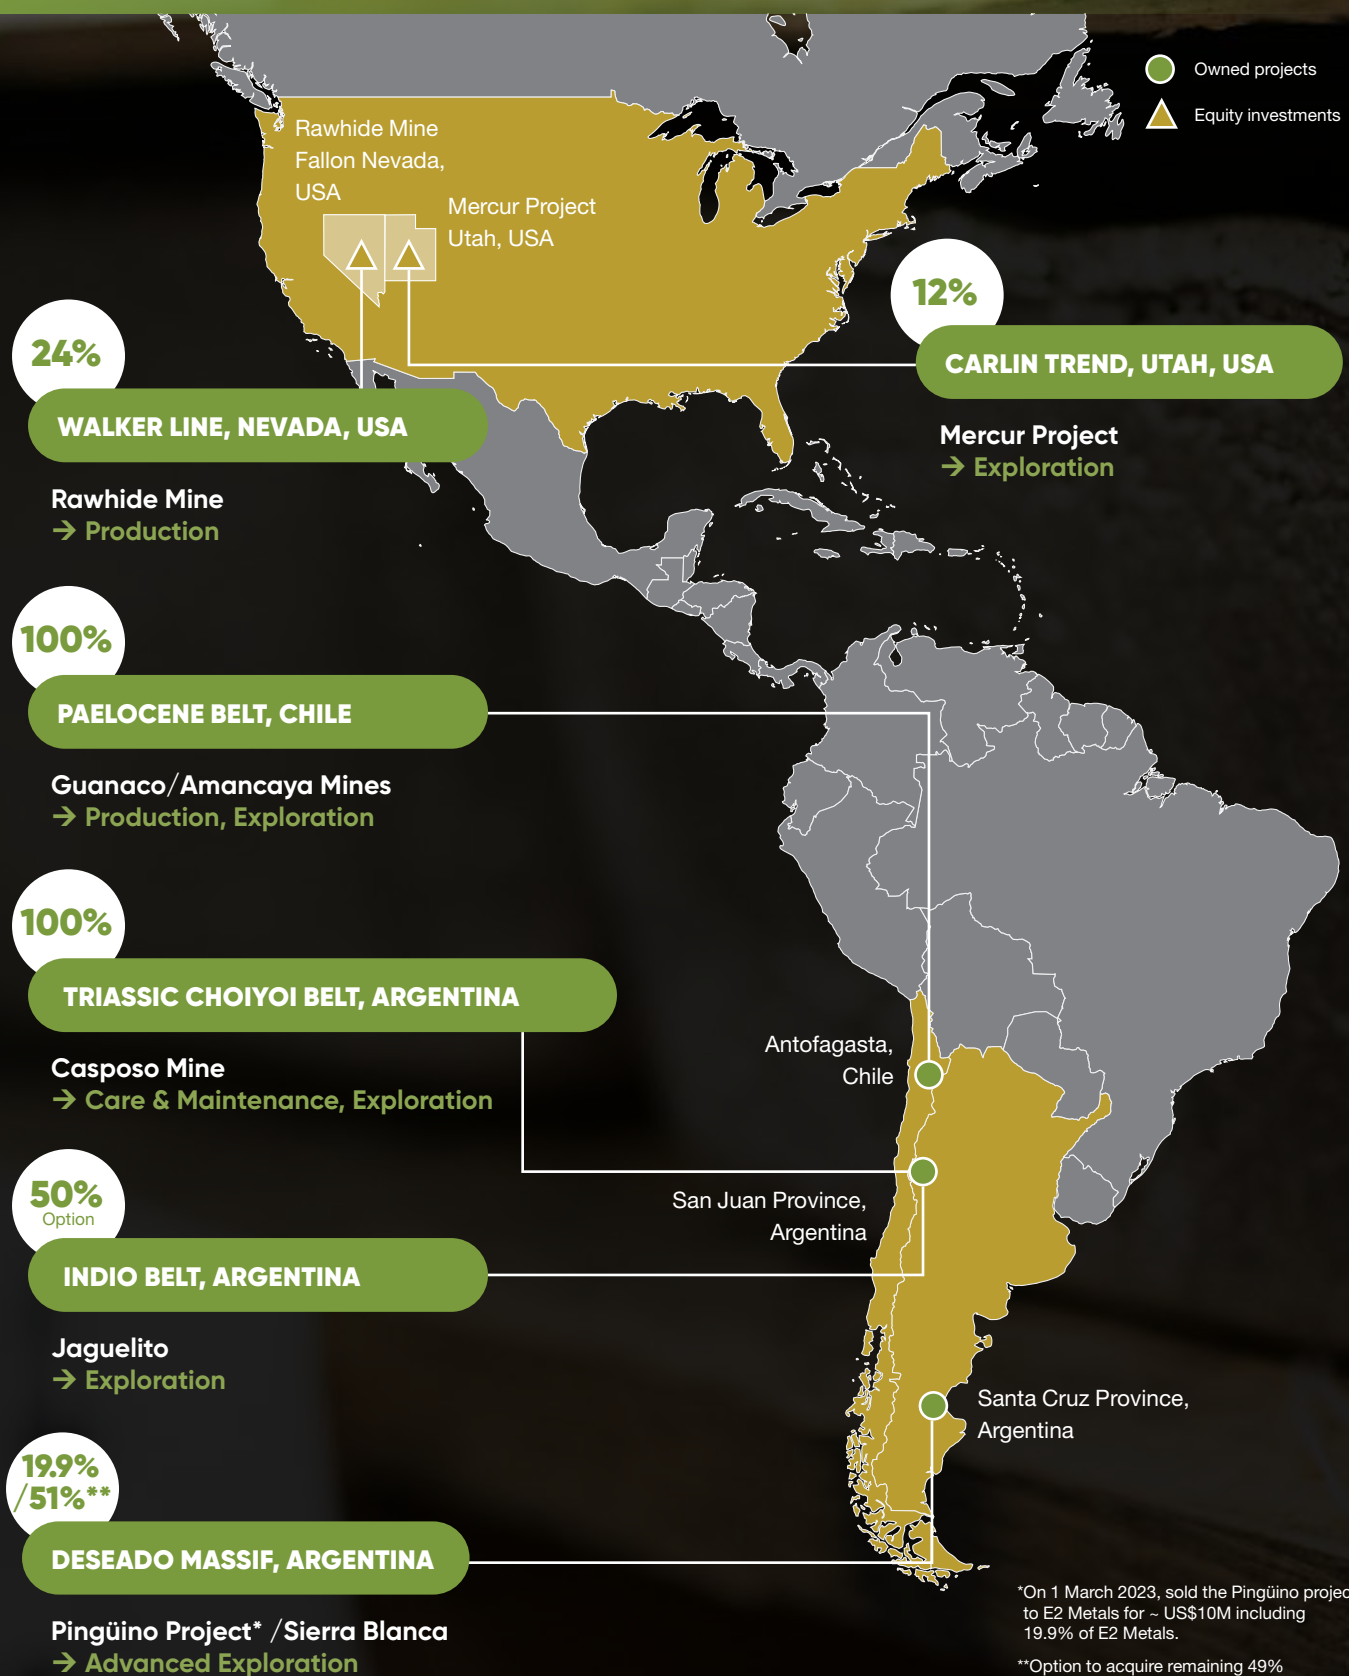 Owned projects
Equity investments
Rawhide Mine
Fallon Nevada,
USA
Mercur Project
Utah, USA
12%
CARLIN TREND, UTAH, USA
Mercur Project
→ Exploration
24%
WALKER LINE, NEVADA, USA
Rawhide Mine
→ Production
100%
PAELOCENE BELT, CHILE
Guanaco/Amancaya Mines
→ Production, Exploration
100%
TRIASSIC CHOIYOI BELT, ARGENTINA
Casposo Mine
→ Care & Maintenance, Exploration
Antofagasta,
Chile
50%
Option
INDIO BELT, ARGENTINA
Jaguelito
→ Exploration
San Juan Province,
Argentina
Santa Cruz Province,
Argentina
19.9%
/51%**
DESEADO MASSIF, ARGENTINA
Pingüino Project* /Sierra Blanca
→ Advanced Exploration
*On 1 March 2023, sold the Pingüino projec
to E2 Metals for ~ US$10M including
19.9% of E2 Metals.
**Option to acquire remaining 49%